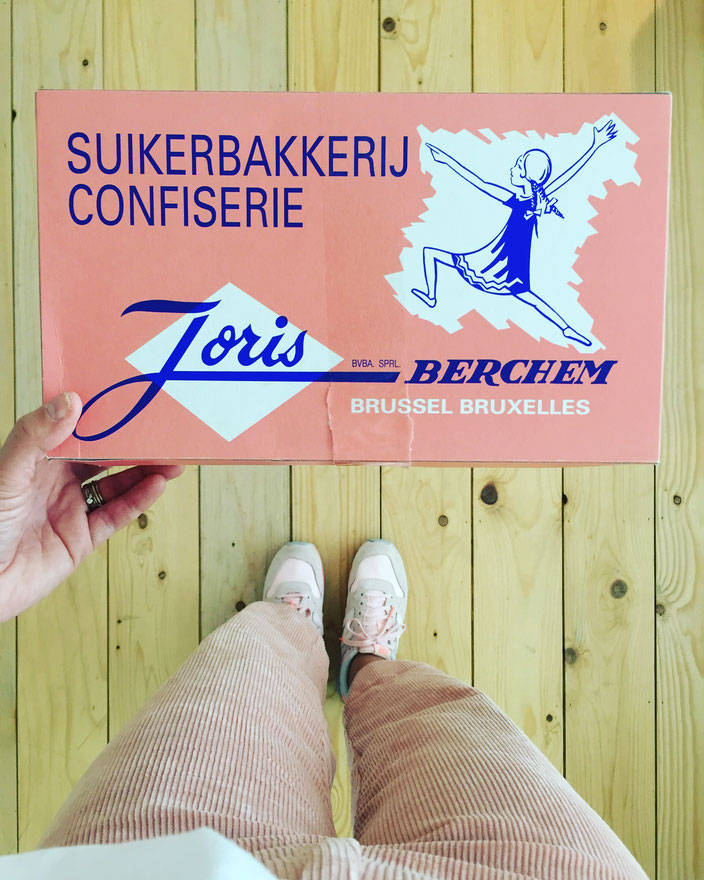 SUIKERBAKKERIJ
CONFISERIE
Joris BVBA. SPRL. BERCHEM
BRUSSEL BRUXELLES